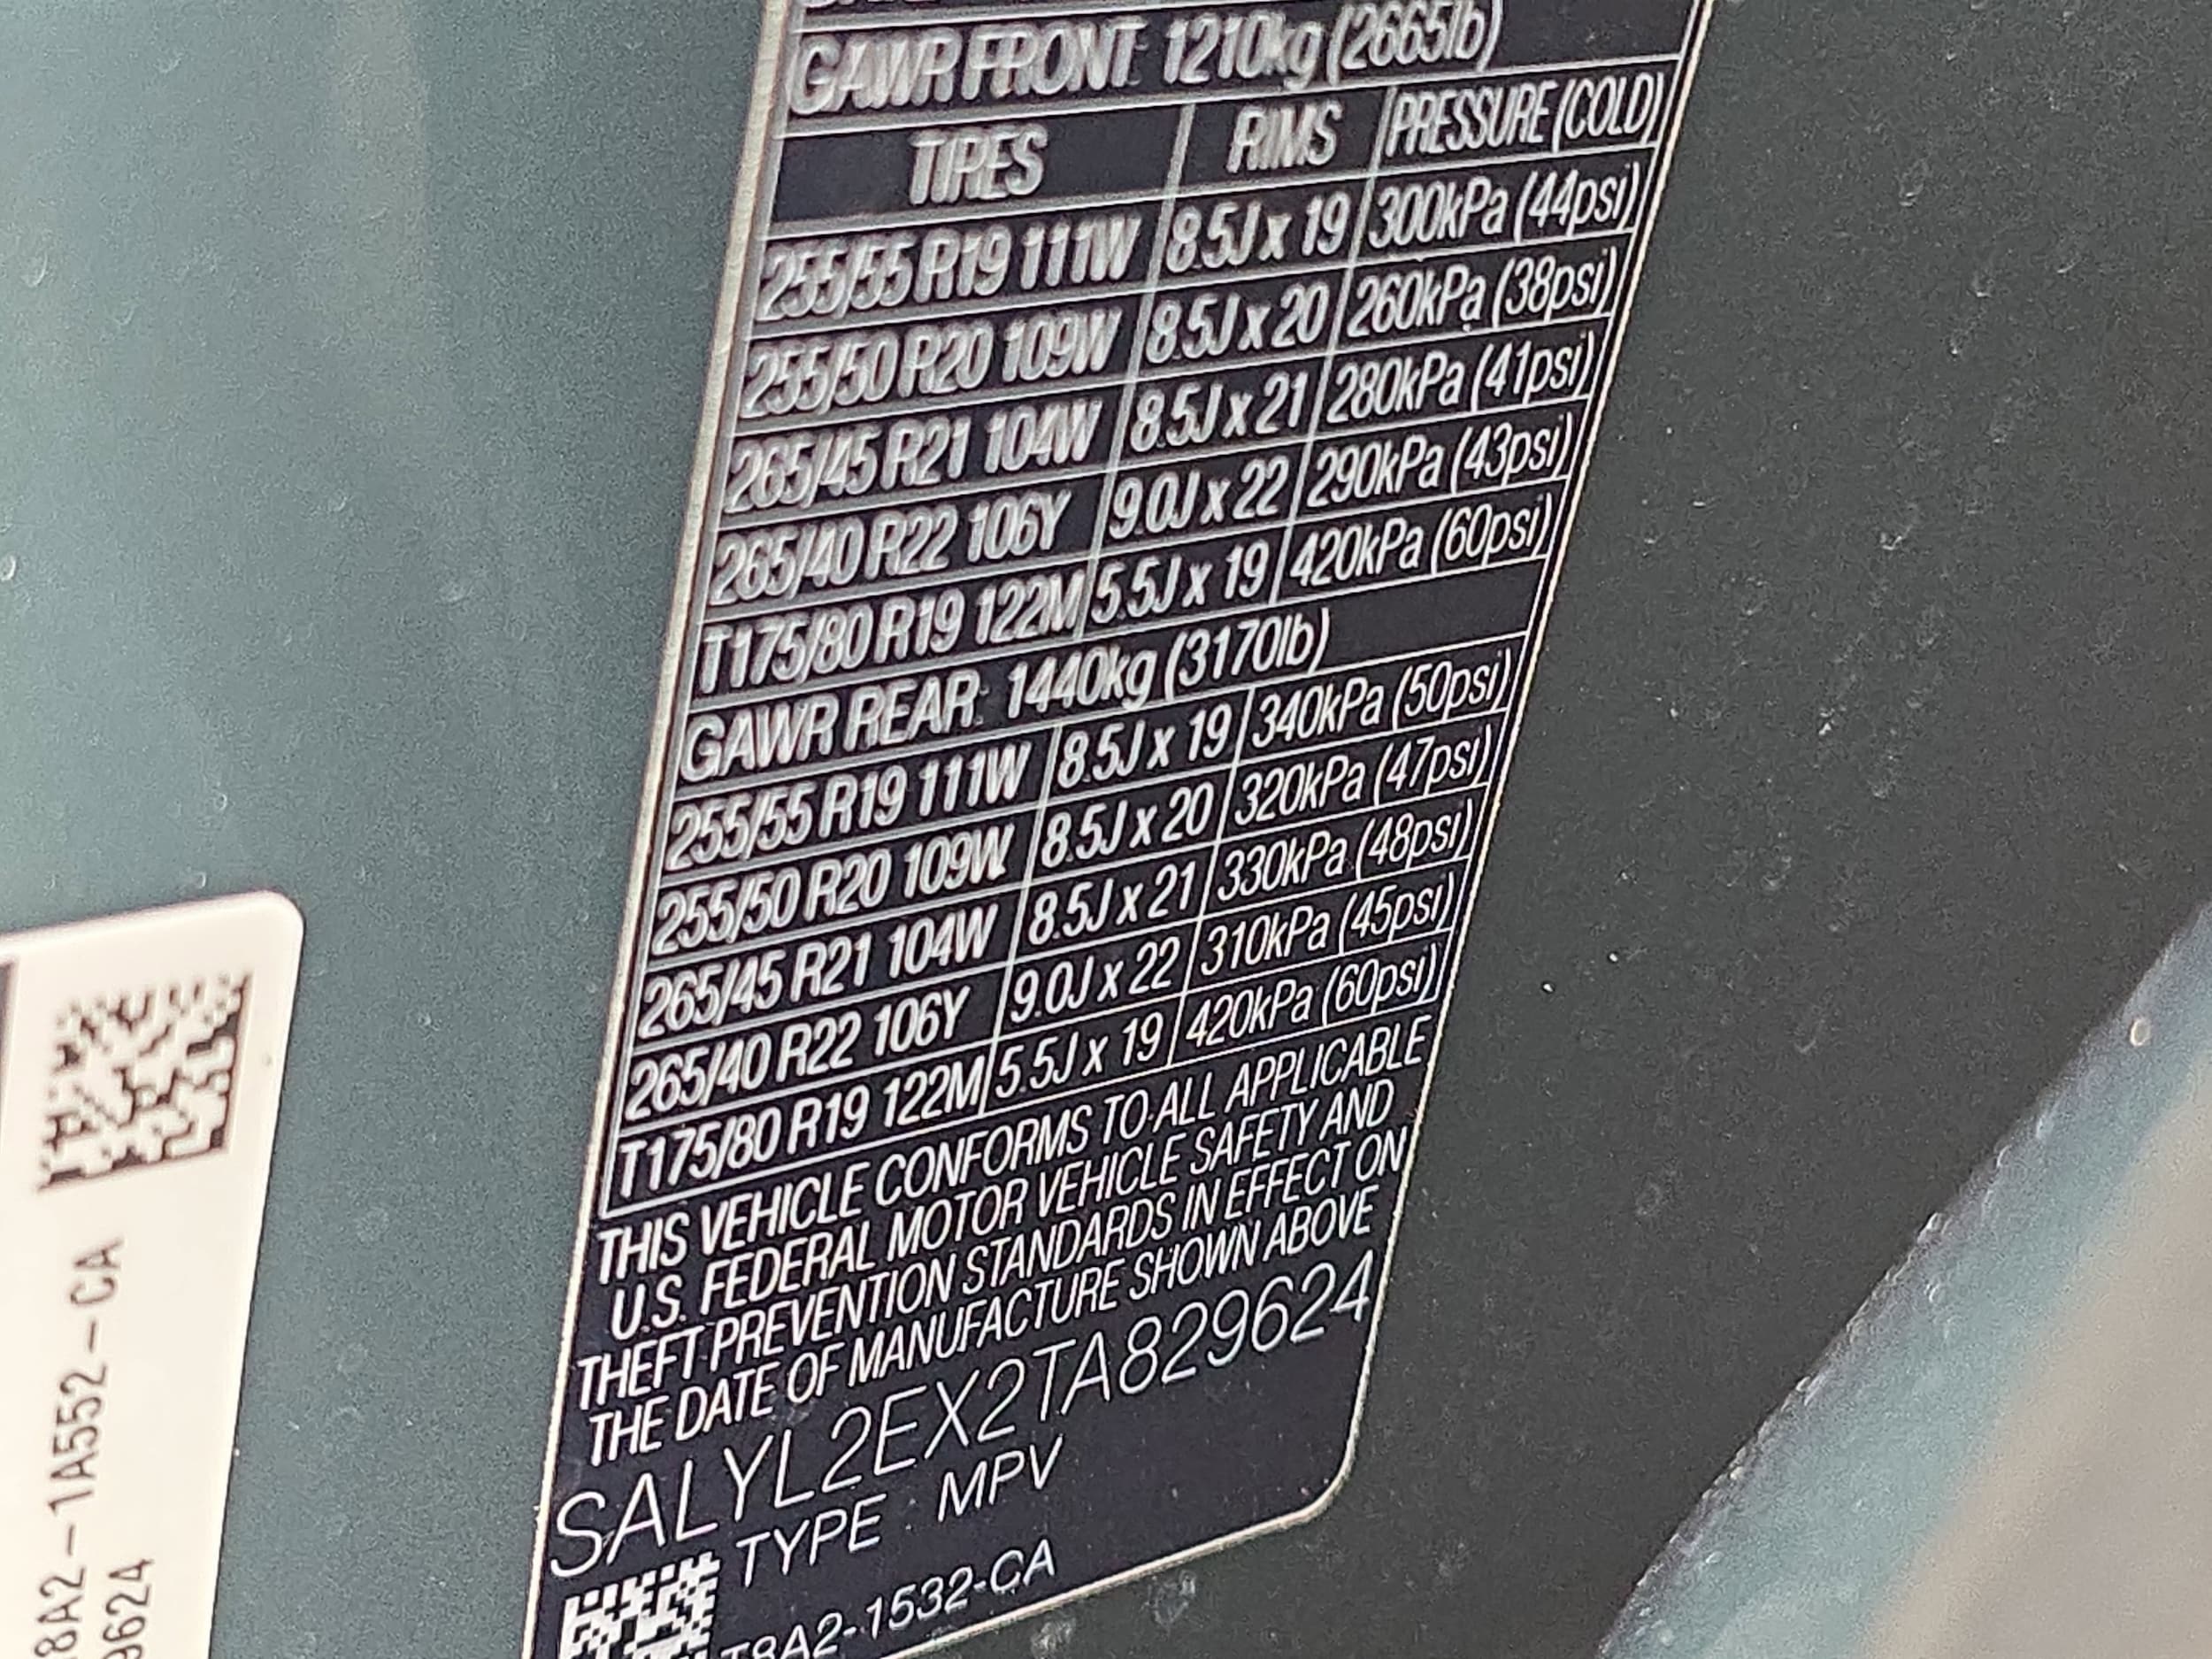 GAWR FRONT: 1210kg (2665lb)
TIRES RIMS PRESSURE (COLD)
255/55 R19 111W 8.5J x 19 300kPa (44psi)
255/50 R20 109W 8.5J x 20 260kPa (38psi)
265/45 R21 104W 8.5J x 21 280kPa (41psi)
265/40 R22 106Y 9.0J x 22 290kPa (43psi)
T175/80 R19 122M 5.5J x 19 420kPa (60psi)
GAWR REAR: 1440kg (3170lb)
255/55 R19 111W 8.5J x 19 340kPa (50psi)
255/50 R20 109W 8.5J x 20 320kPa (47psi)
265/45 R21 104W 8.5J x 21 330kPa (48psi)
265/40 R22 106Y 9.0J x 22 310kPa (45psi)
T175/80 R19 122M 5.5J x 19 420kPa (60psi)
THIS VEHICLE CONFORMS TO ALL APPLICABLE
U.S. FEDERAL MOTOR VEHICLE SAFETY AND
THEFT PREVENTION STANDARDS IN EFFECT ON
THE DATE OF MANUFACTURE SHOWN ABOVE
SALYL2EX2TA829624
TYPE MPV
T8A2-1532-CA
8A2-1A552-CA
9624